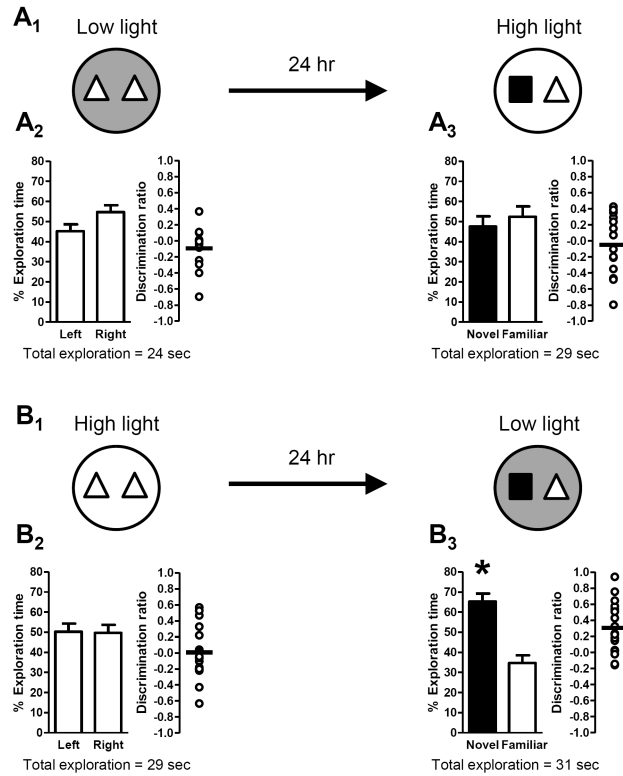 A1
Low light
24 hr
High light
A2
% Exploration time
80
70
60
50
40
30
20
10
0
Left Right
Discrimination ratio
1.0
0.8
0.6
0.4
0.2
-0.0
-0.2
-0.4
-0.6
-0.8
-1.0
Total exploration = 24 sec
A3
% Exploration time
80
70
60
50
40
30
20
10
0
Novel Familiar
Discrimination ratio
1.0
0.8
0.6
0.4
0.2
-0.0
-0.2
-0.4
-0.6
-0.8
-1.0
Total exploration = 29 sec
B1
High light
24 hr
Low light
B2
% Exploration time
80
70
60
50
40
30
20
10
0
Left Right
Discrimination ratio
1.0
0.8
0.6
0.4
0.2
-0.0
-0.2
-0.4
-0.6
-0.8
-1.0
Total exploration = 29 sec
B3
% Exploration time
80
70
60
50
40
30
20
10
0
*
Novel Familiar
Discrimination ratio
1.0
0.8
0.6
0.4
0.2
-0.0
-0.2
-0.4
-0.6
-0.8
-1.0
Total exploration = 31 sec